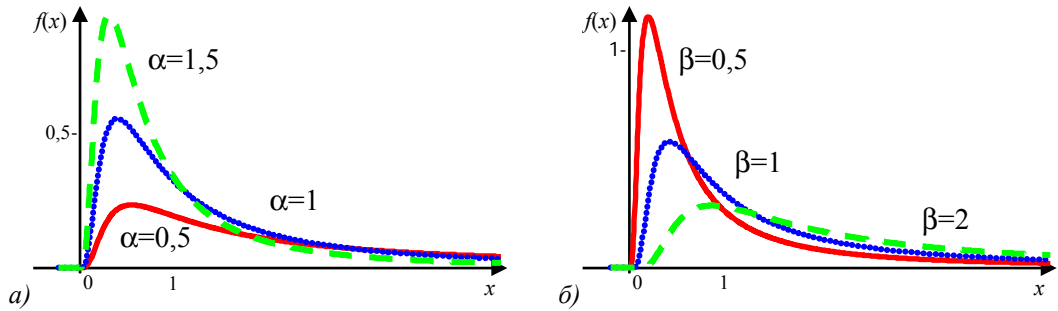 f(x)
α=1,5
0,5-
α=1
α=0,5
0
1
x
а)
f(x)
1-
β=0,5
β=1
β=2
0
1
x
б)